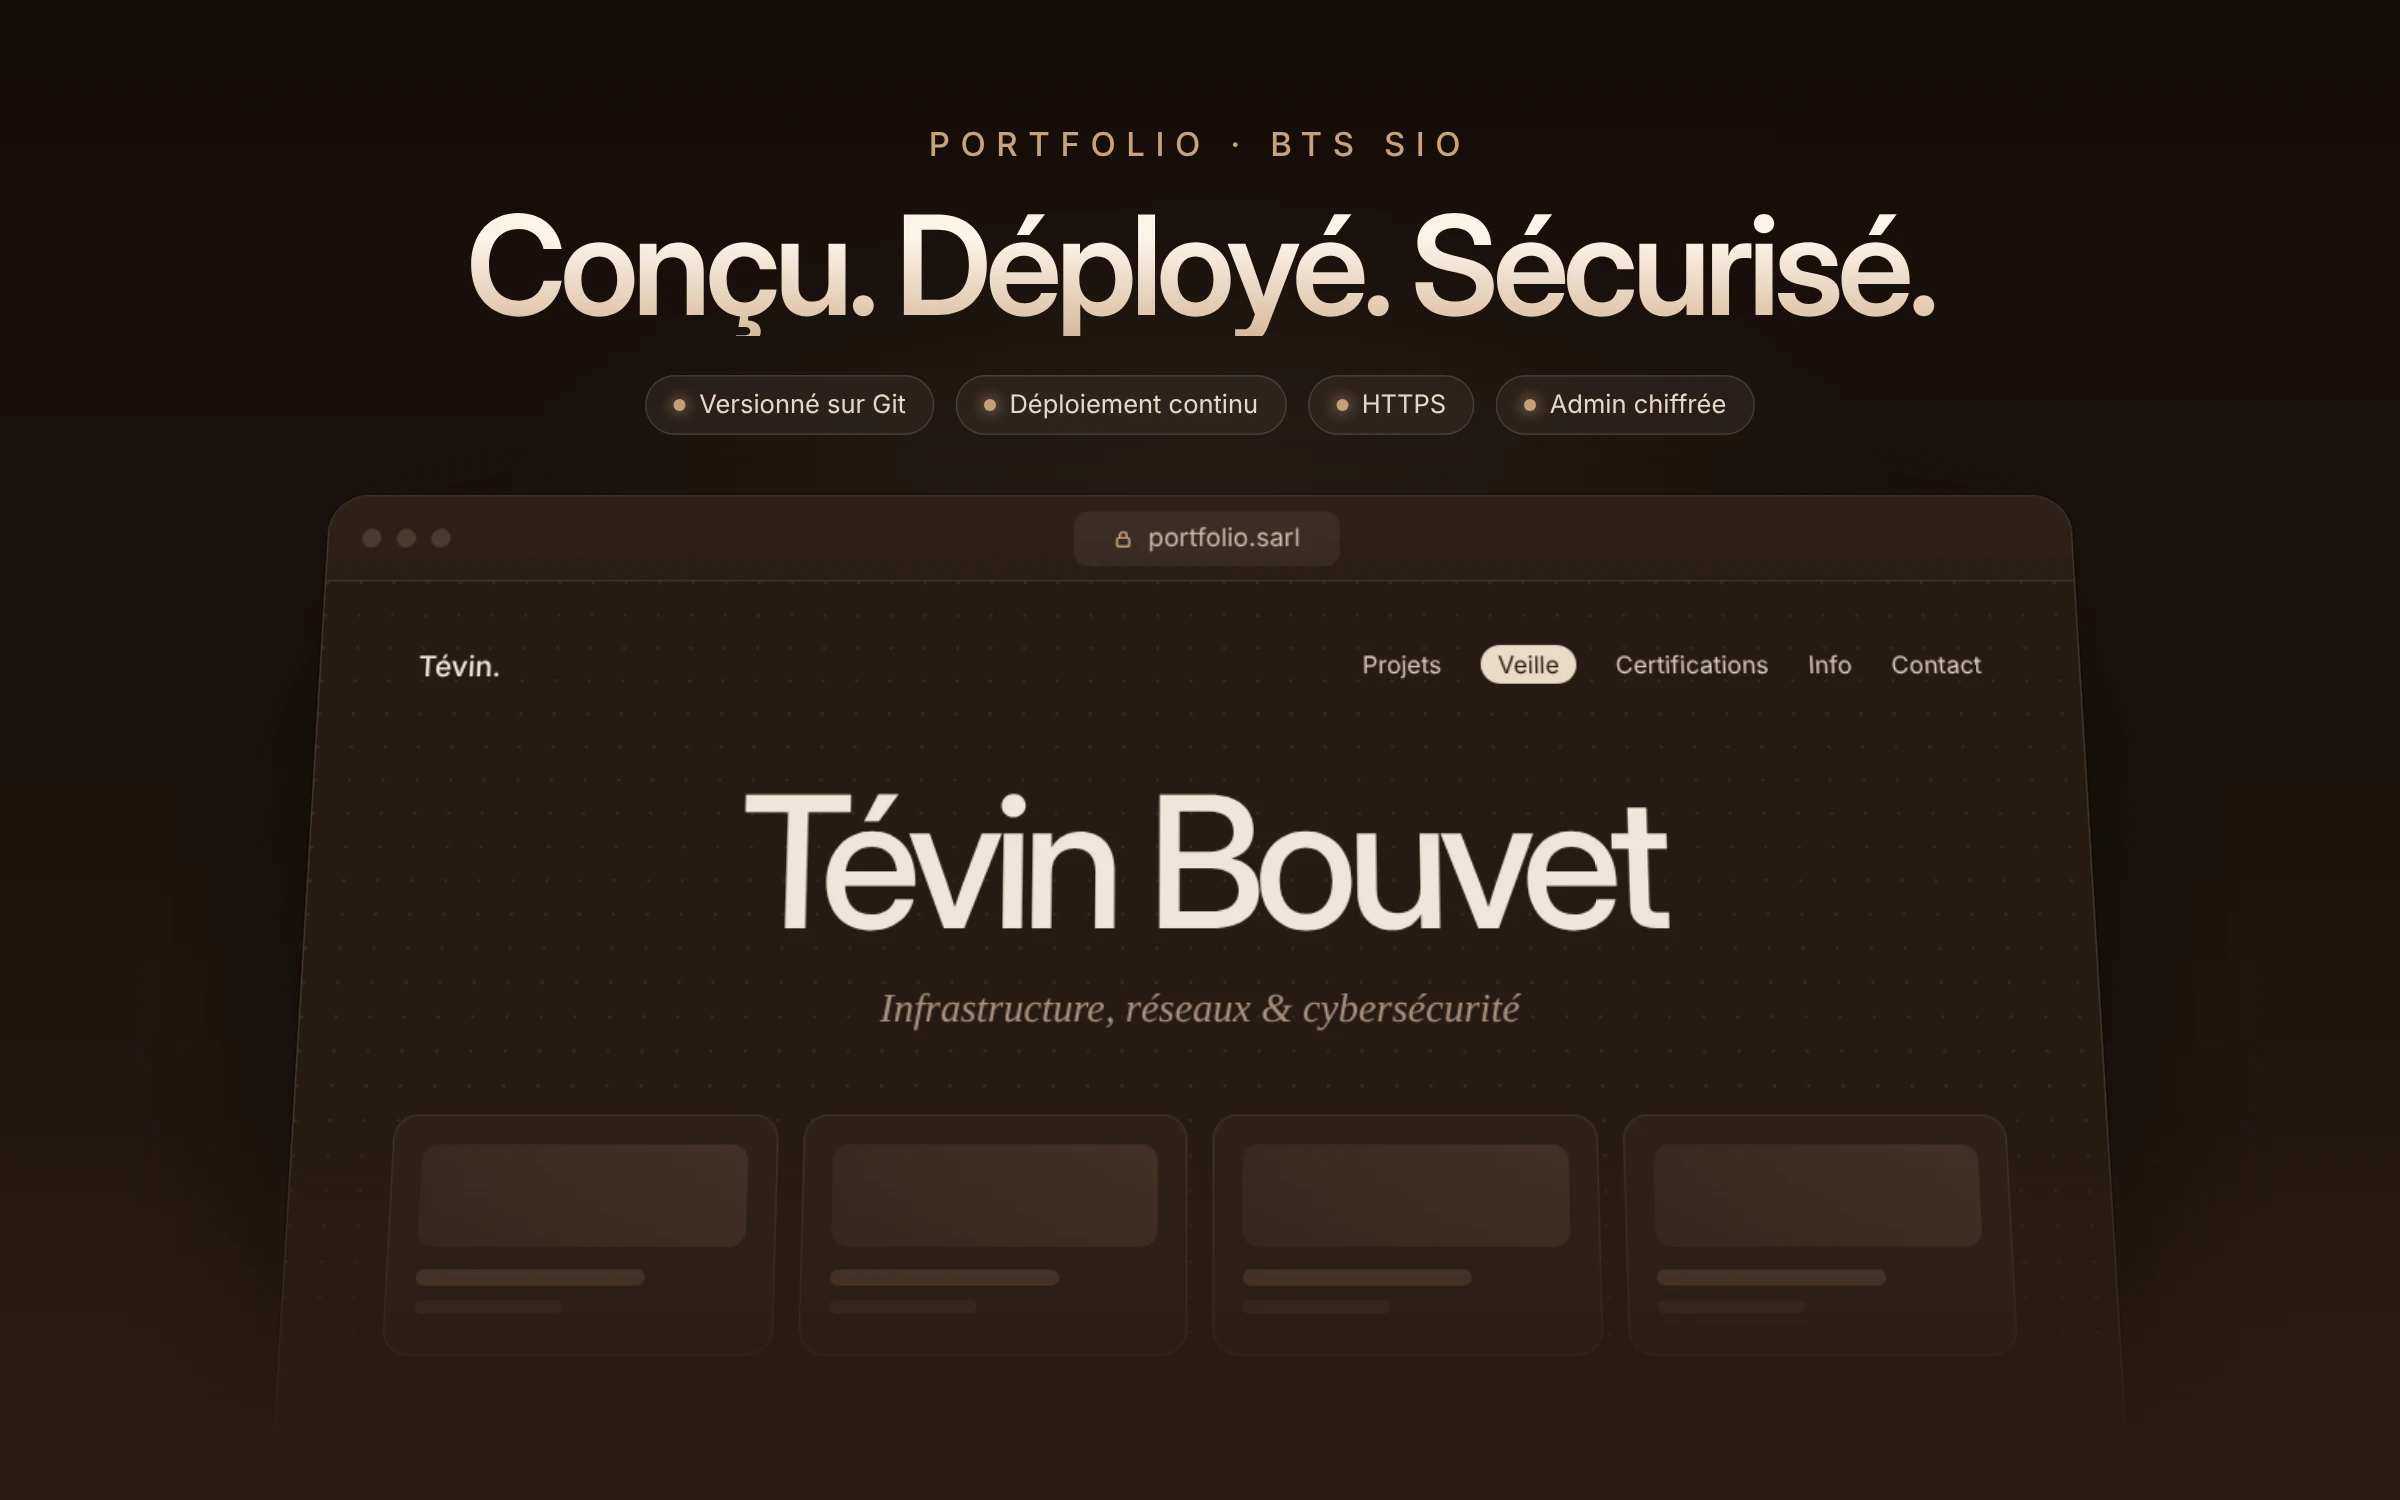 PORTFOLIO · BTS SIO
Conçu. Déployé. Sécurisé.
Versionné sur Git
Déploiement continu
HTTPS
Admin chiffrée
portfolio.sarl
Tévin.
Projets
Veille
Certifications
Info
Contact
Tévin Bouvet
Infrastructure, réseaux & cybersécurité